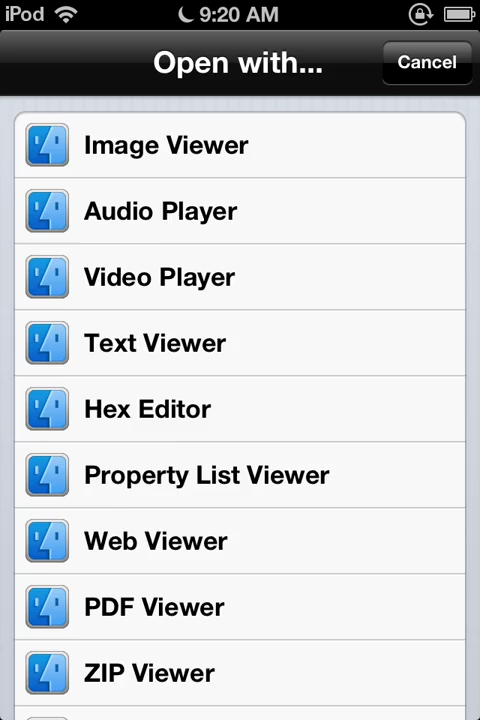 iPod 9:20 AM
Open with... Cancel
Image Viewer
Audio Player
Video Player
Text Viewer
Hex Editor
Property List Viewer
Web Viewer
PDF Viewer
ZIP Viewer